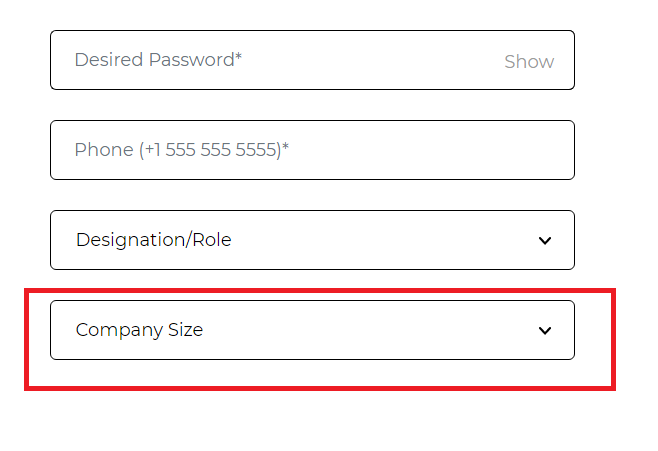 Desired Password* Show
Phone (+1 555 555 5555)*
Designation/Role
Company Size